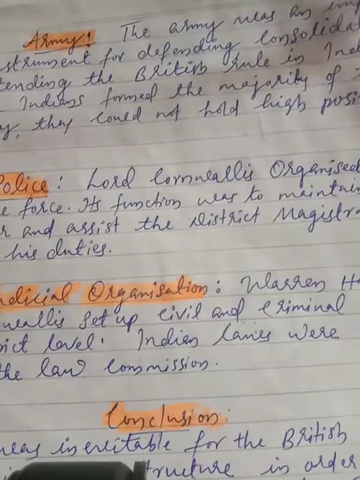 Army: The army was an
strument for defending consolida
tending the British rule in Ind
Indians formed the majority of
y, they could not hold high posi
Police: Lord Cornwallis Organised
e force. Its function was to maintain
r and assist the District Magistr
his duties.
udicial Organisation: Warren H
wallis set up civil and criminal
ict level. Indian laws were
the law commission.
Conclusion:
was inevitable for the British
tructure in order